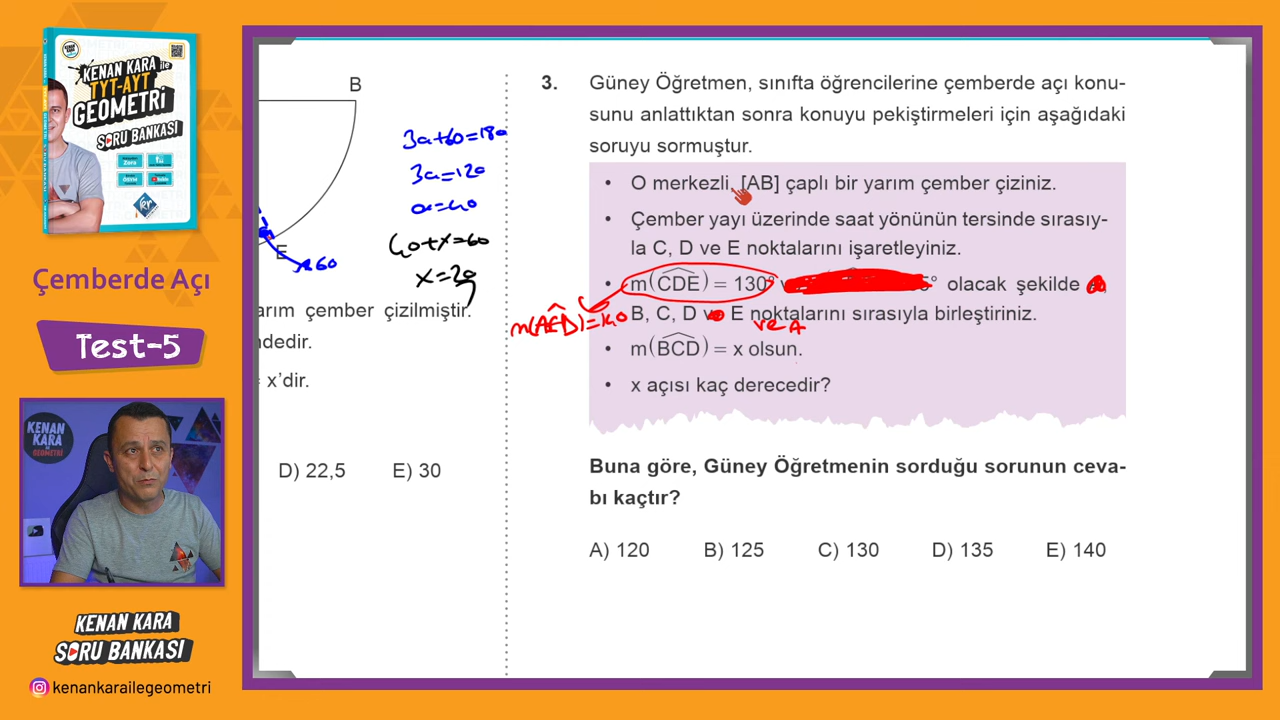 KENAN KARA ile
TYT-AYT
GEOMETRİ
SORU BANKASI
Çemberde Açı
Test-5
KENAN
KARA
GEOMETRİ
KENAN KARA
SORU BANKASI
kenankarailegeometri
B
E
3a+60=180
3a=120
a=40
40+x=60
x=20
60
arım çember çizilmiştir.
ndedir.
= x'dir.
D) 22,5 E) 30
3. Güney Öğretmen, sınıfta öğrencilerine çemberde açı konu-
sunu anlattıktan sonra konuyu pekiştirmeleri için aşağıdaki
soruyu sormuştur.
• O merkezli, [AB] çaplı bir yarım çember çiziniz.
• Çember yayı üzerinde saat yönünün tersinde sırasıy-
la C, D ve E noktalarını işaretleyiniz.
• m(CDE) = 130° v 5° olacak şekilde A
B, C, D ve E noktalarını sırasıyla birleştiriniz.
ve A
m(AED)=140
• m(BCD) = x olsun.
• x açısı kaç derecedir?
Buna göre, Güney Öğretmenin sorduğu sorunun ceva-
bı kaçtır?
A) 120 B) 125 C) 130 D) 135 E) 140